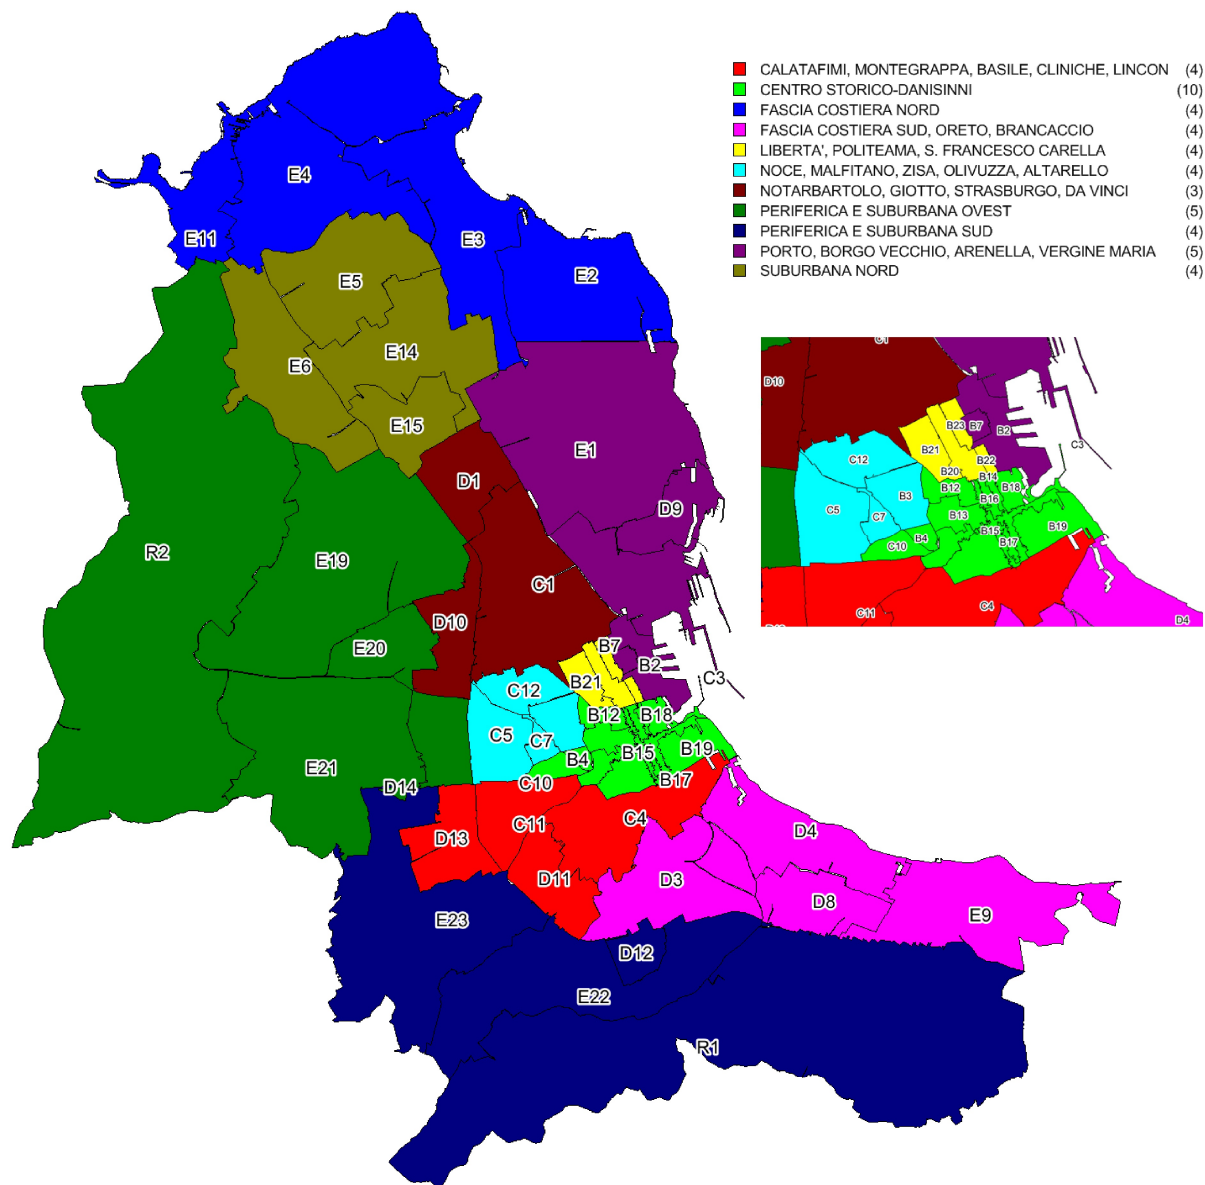 CALATAFIMI, MONTEGRAPPA, BASILE, CLINICHE, LINCON (4)
CENTRO STORICO-DANISINNI (10)
FASCIA COSTIERA NORD (4)
FASCIA COSTIERA SUD, ORETO, BRANCACCIO (4)
LIBERTA', POLITEAMA, S. FRANCESCO CARELLA (4)
NOCE, MALFITANO, ZISA, OLIVUZZA, ALTARELLO (4)
NOTARBARTOLO, GIOTTO, STRASBURGO, DA VINCI (3)
PERIFERICA E SUBURBANA OVEST (5)
PERIFERICA E SUBURBANA SUD (4)
PORTO, BORGO VECCHIO, ARENELLA, VERGINE MARIA (5)
SUBURBANA NORD (4)
E4
E11
E3
E2
E5
E14
E6
E15
E1
D1
D9
R2
E19
C1
D10
E20
B7
B2
C3
B21
C12
B12
B18
C5
C7
B15
B19
B4
E21
D14
C10
B17
C4
C11
D13
D4
D11
D3
D8
E9
E23
D12
E22
R1
C1
D10
B23
B7
B2
C3
B21
B22
C12
B20
B14
B12
B18
B3
B16
C5
C7
B13
B19
B15
B4
B17
C10
C11
C4
D4